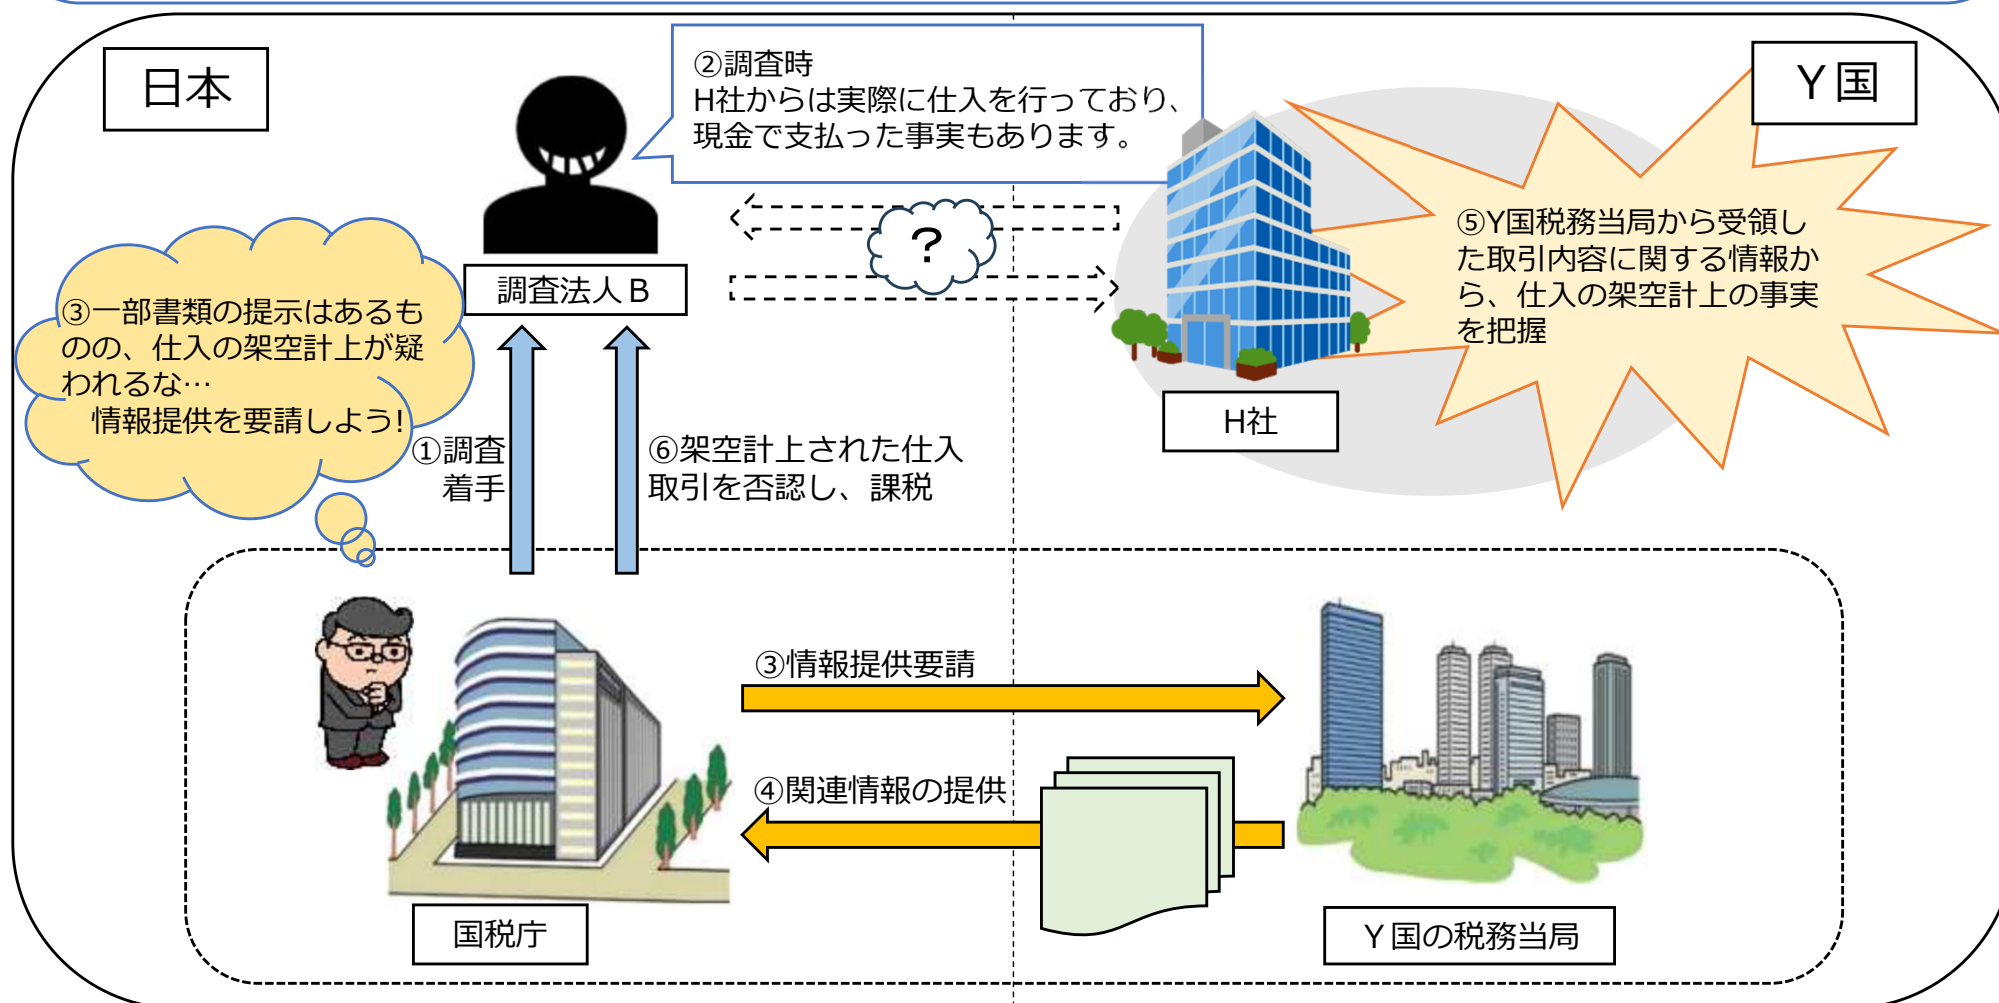 日本
Y国
②調査時
H社からは実際に仕入を行っており、
現金で支払った事実もあります。
?
調査法人B
H社
⑤Y国税務当局から受領し
た取引内容に関する情報か
ら、仕入の架空計上の事実
を把握
③一部書類の提示はあるも
のの、仕入の架空計上が疑
われるな…
情報提供を要請しよう!
①調査
着手
⑥架空計上された仕入
取引を否認し、課税
③情報提供要請
④関連情報の提供
国税庁
Y国の税務当局